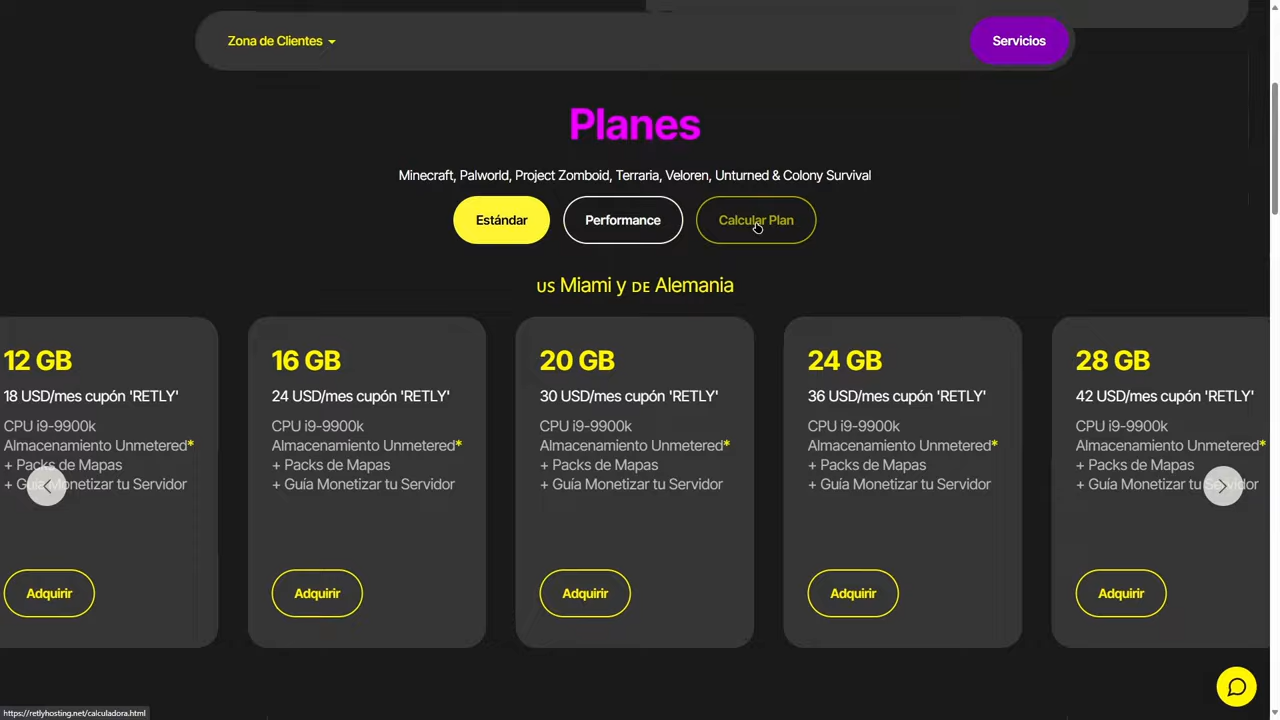 Zona de Clientes
Servicios
Planes
Minecraft, Palworld, Project Zomboid, Terraria, Veloren, Unturned & Colony Survival
Estándar
Performance
Calcular Plan
US Miami y DE Alemania
12 GB
18 USD/mes cupón 'RETLY'
CPU i9-9900k
Almacenamiento Unmetered*
+ Packs de Mapas
+ Guía Monetizar tu Servidor
Adquirir
16 GB
24 USD/mes cupón 'RETLY'
CPU i9-9900k
Almacenamiento Unmetered*
+ Packs de Mapas
+ Guía Monetizar tu Servidor
Adquirir
20 GB
30 USD/mes cupón 'RETLY'
CPU i9-9900k
Almacenamiento Unmetered*
+ Packs de Mapas
+ Guía Monetizar tu Servidor
Adquirir
24 GB
36 USD/mes cupón 'RETLY'
CPU i9-9900k
Almacenamiento Unmetered*
+ Packs de Mapas
+ Guía Monetizar tu Servidor
Adquirir
28 GB
42 USD/mes cupón 'RETLY'
CPU i9-9900k
Almacenamiento Unmetered*
+ Packs de Mapas
+ Guía Monetizar tu Servidor
Adquirir
https://retlyhosting.net/calculadora.html